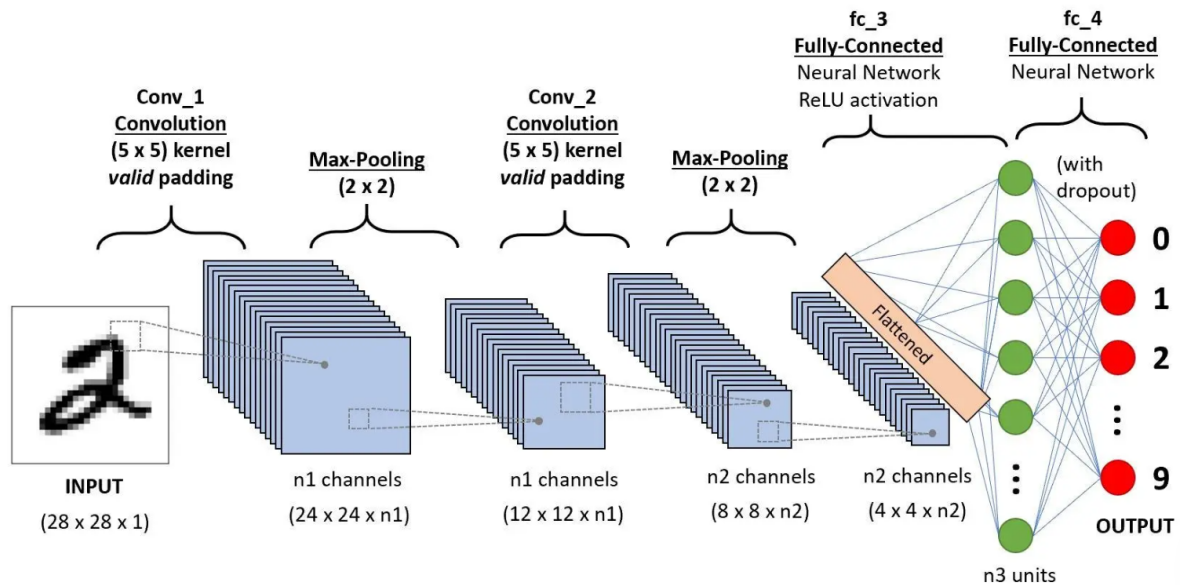 Conv_1
Convolution
(5 x 5) kernel
valid padding
Max-Pooling
(2 x 2)
Conv_2
Convolution
(5 x 5) kernel
valid padding
Max-Pooling
(2 x 2)
fc_3
Fully-Connected
Neural Network
ReLU activation
fc_4
Fully-Connected
Neural Network
(with
dropout)
Flattened
0
1
2
9
OUTPUT
2
INPUT
(28 x 28 x 1)
n1 channels
(24 x 24 x n1)
n1 channels
(12 x 12 x n1)
n2 channels
(8 x 8 x n2)
n2 channels
(4 x 4 x n2)
n3 units